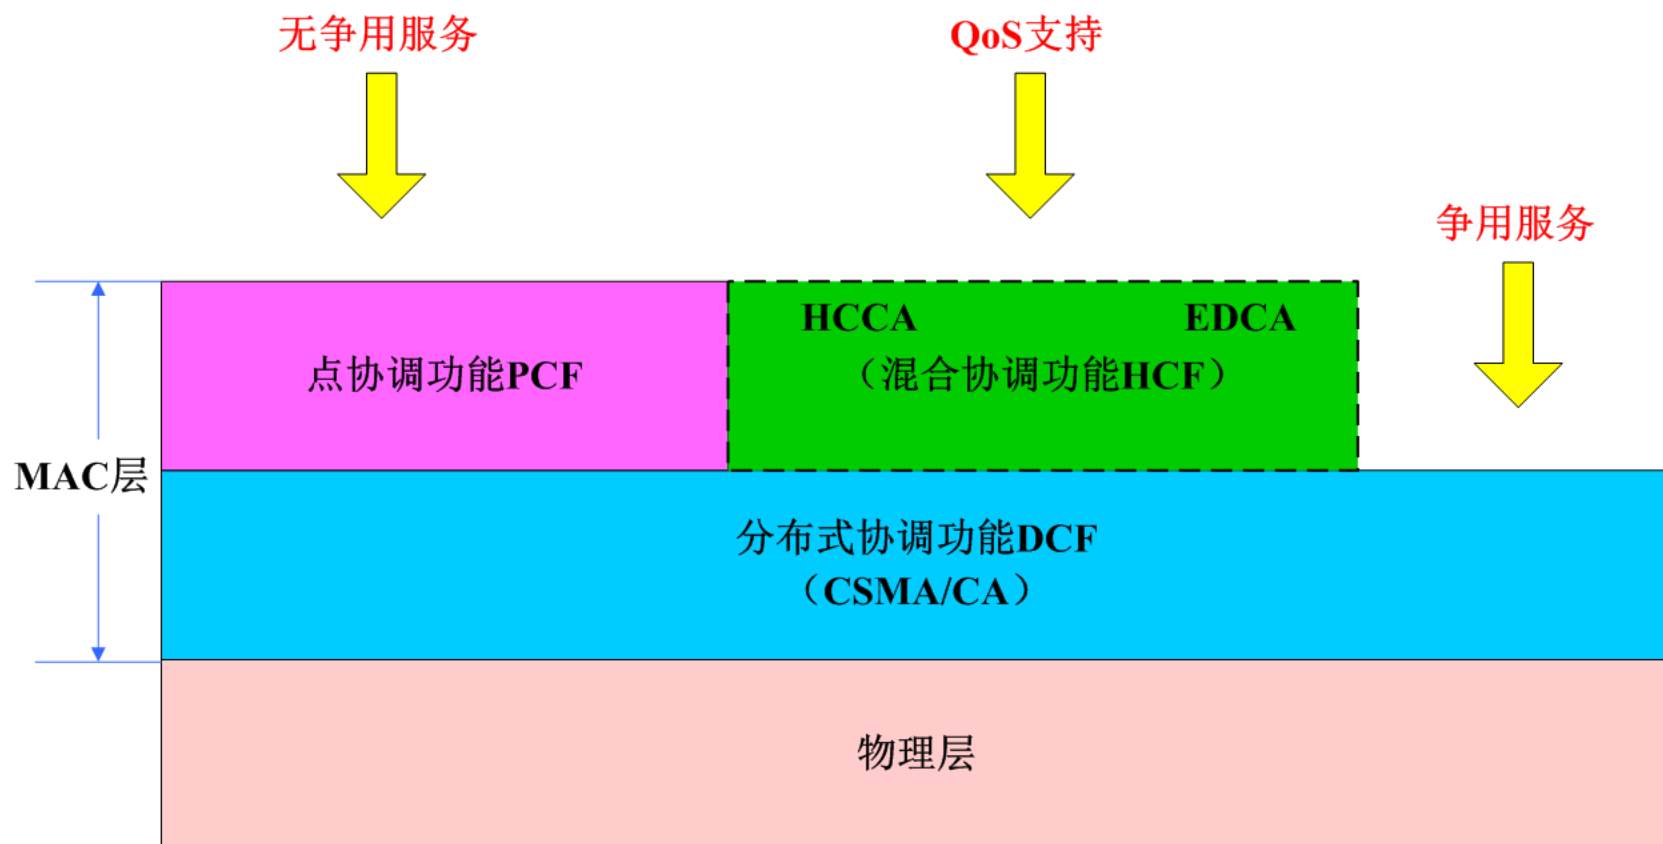 无争用服务
QoS支持
争用服务
HCCA EDCA
点协调功能PCF
（混合协调功能HCF）
MAC层
分布式协调功能DCF
（CSMA/CA）
物理层